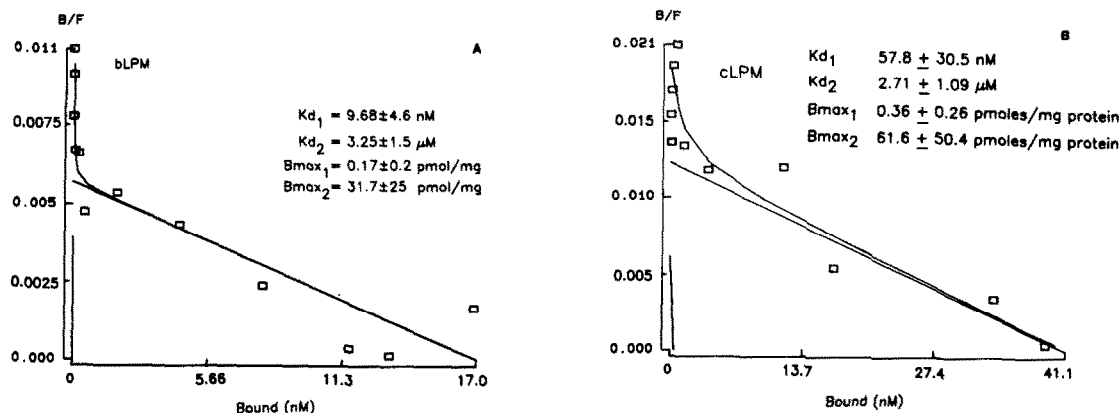 B/F
A
0.011
bLPM
0.0075
Kd1 = 9.68±4.6 nM
Kd2 = 3.25±1.5 μM
Bmax1 = 0.17±0.2 pmol/mg
Bmax2 = 31.7±25 pmol/mg
0.005
0.0025
0.000
0
5.66
11.3
17.0
Bound (nM)
B/F
B
0.021
cLPM
Kd1 57.8 ± 30.5 nM
Kd2 2.71 ± 1.09 μM
Bmax1 0.36 ± 0.26 pmoles/mg protein
Bmax2 61.6 ± 50.4 pmoles/mg protein
0.015
0.010
0.005
0.000
0
13.7
27.4
41.1
Bound (nM)